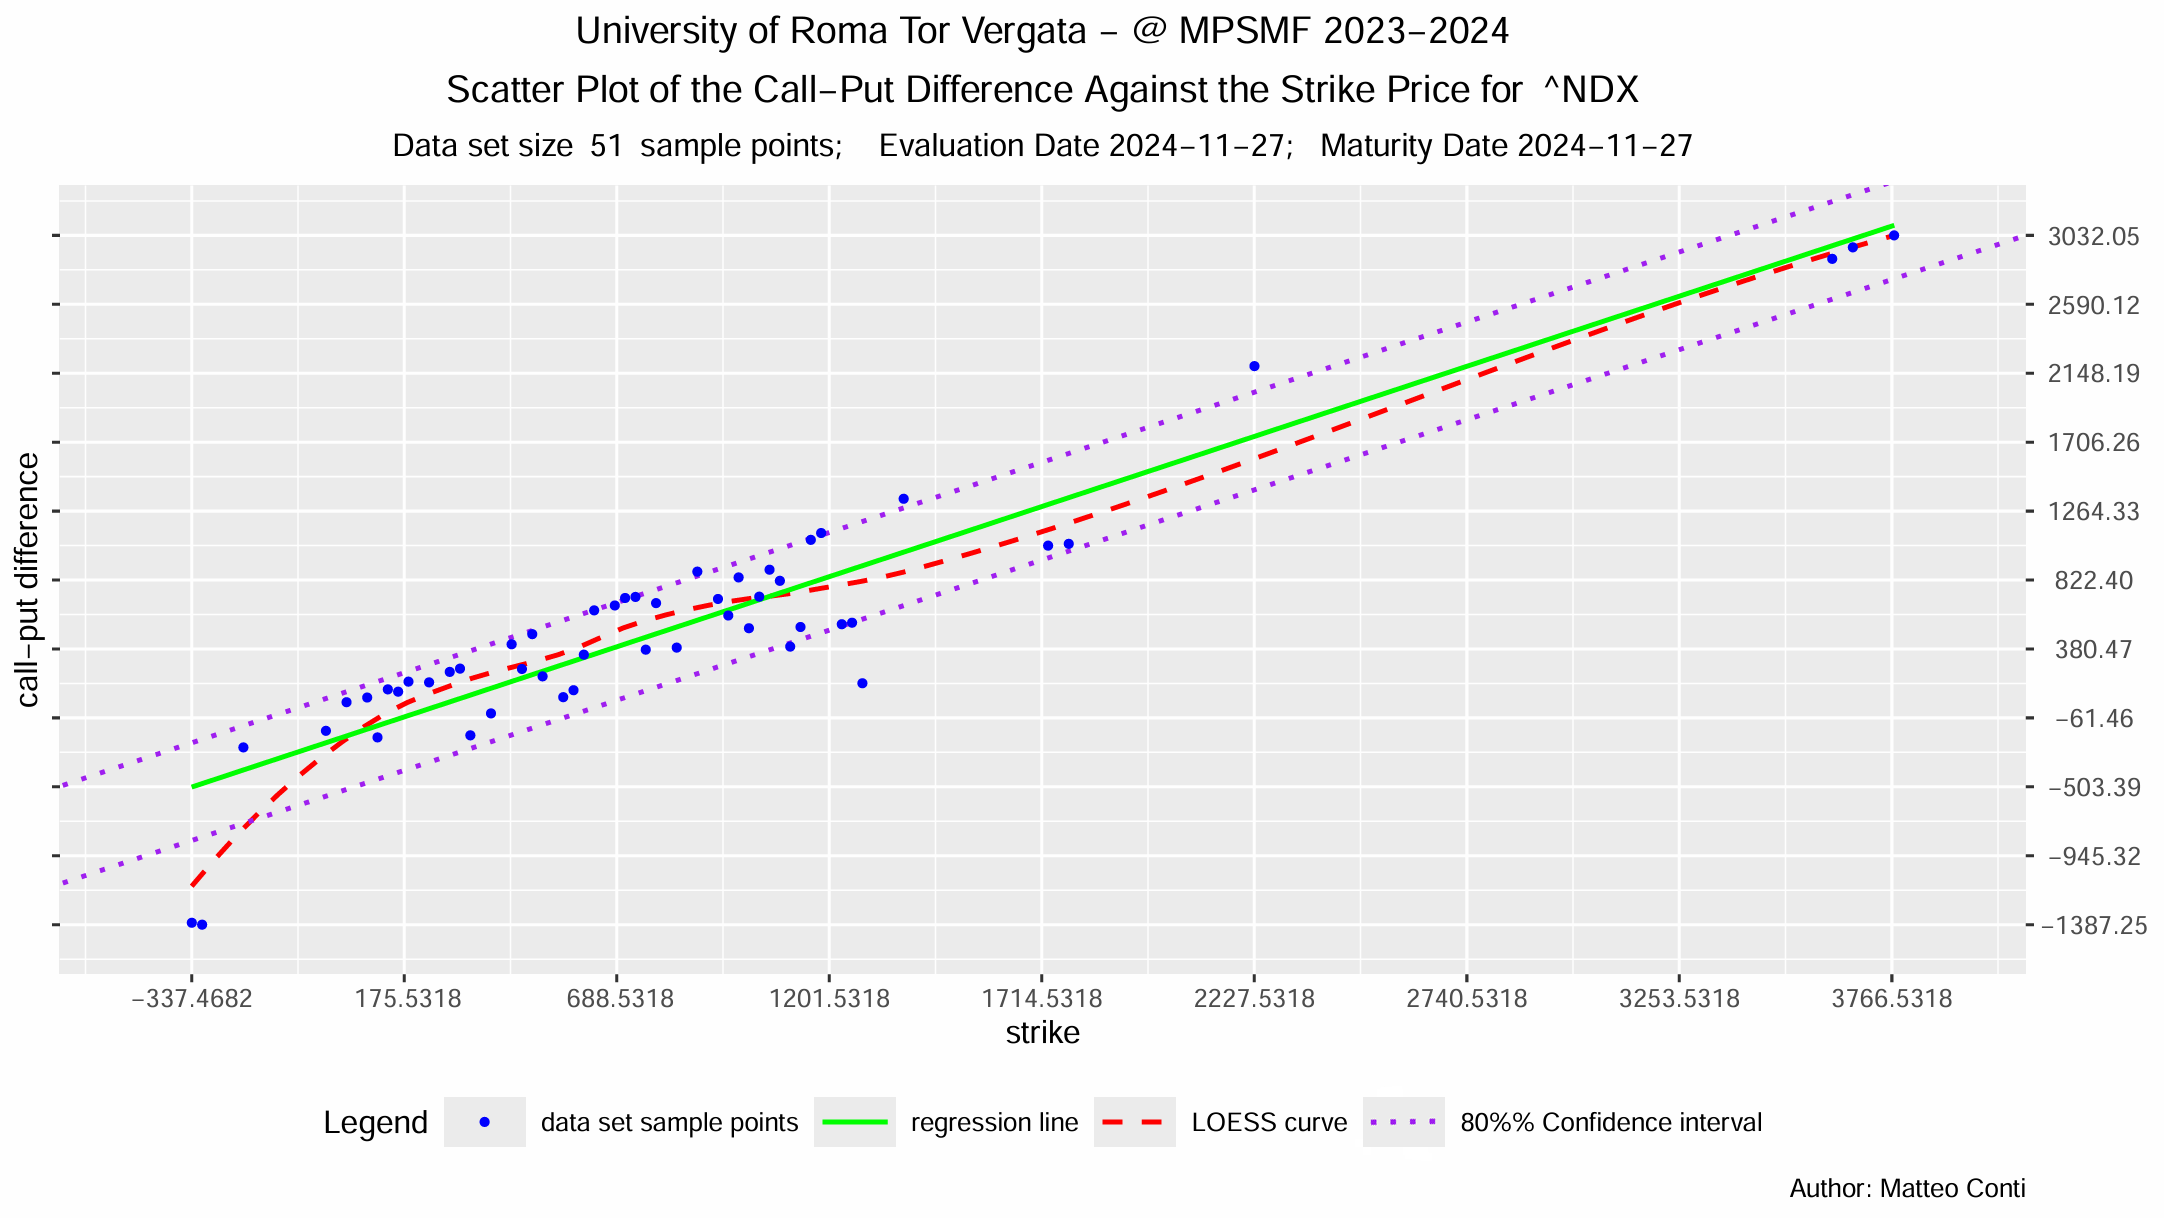 University of Roma Tor Vergata – @ MPSMF 2023–2024
Scatter Plot of the Call–Put Difference Against the Strike Price for ^NDX
Data set size 51 sample points; Evaluation Date 2024–11–27; Maturity Date 2024–11–27
call–put difference
3032.05
2590.12
2148.19
1706.26
1264.33
822.40
380.47
−61.46
−503.39
−945.32
−1387.25
−337.4682 175.5318 688.5318 1201.5318 1714.5318 2227.5318 2740.5318 3253.5318 3766.5318
strike
Legend data set sample points regression line LOESS curve 80%% Confidence interval
Author: Matteo Conti